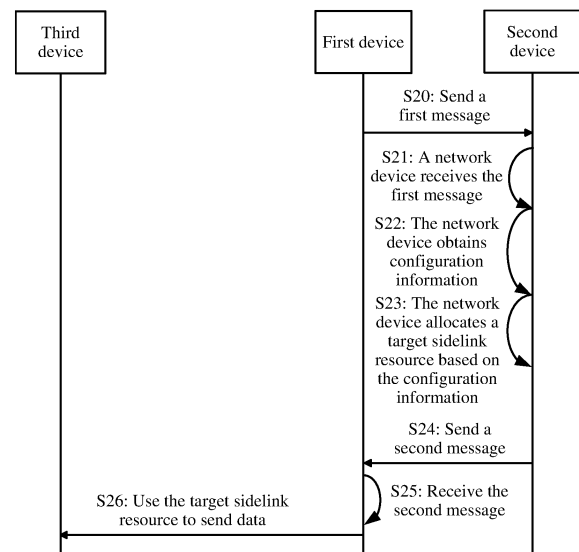 Third
device
First device
Second
device
S20: Send a
first message
S21: A network
device receives the
first message
S22: The network
device obtains
configuration
information
S23: The network
device allocates a
target sidelink
resource based on
the configuration
information
S24: Send a
second message
S25: Receive the
second message
S26: Use the target sidelink
resource to send data